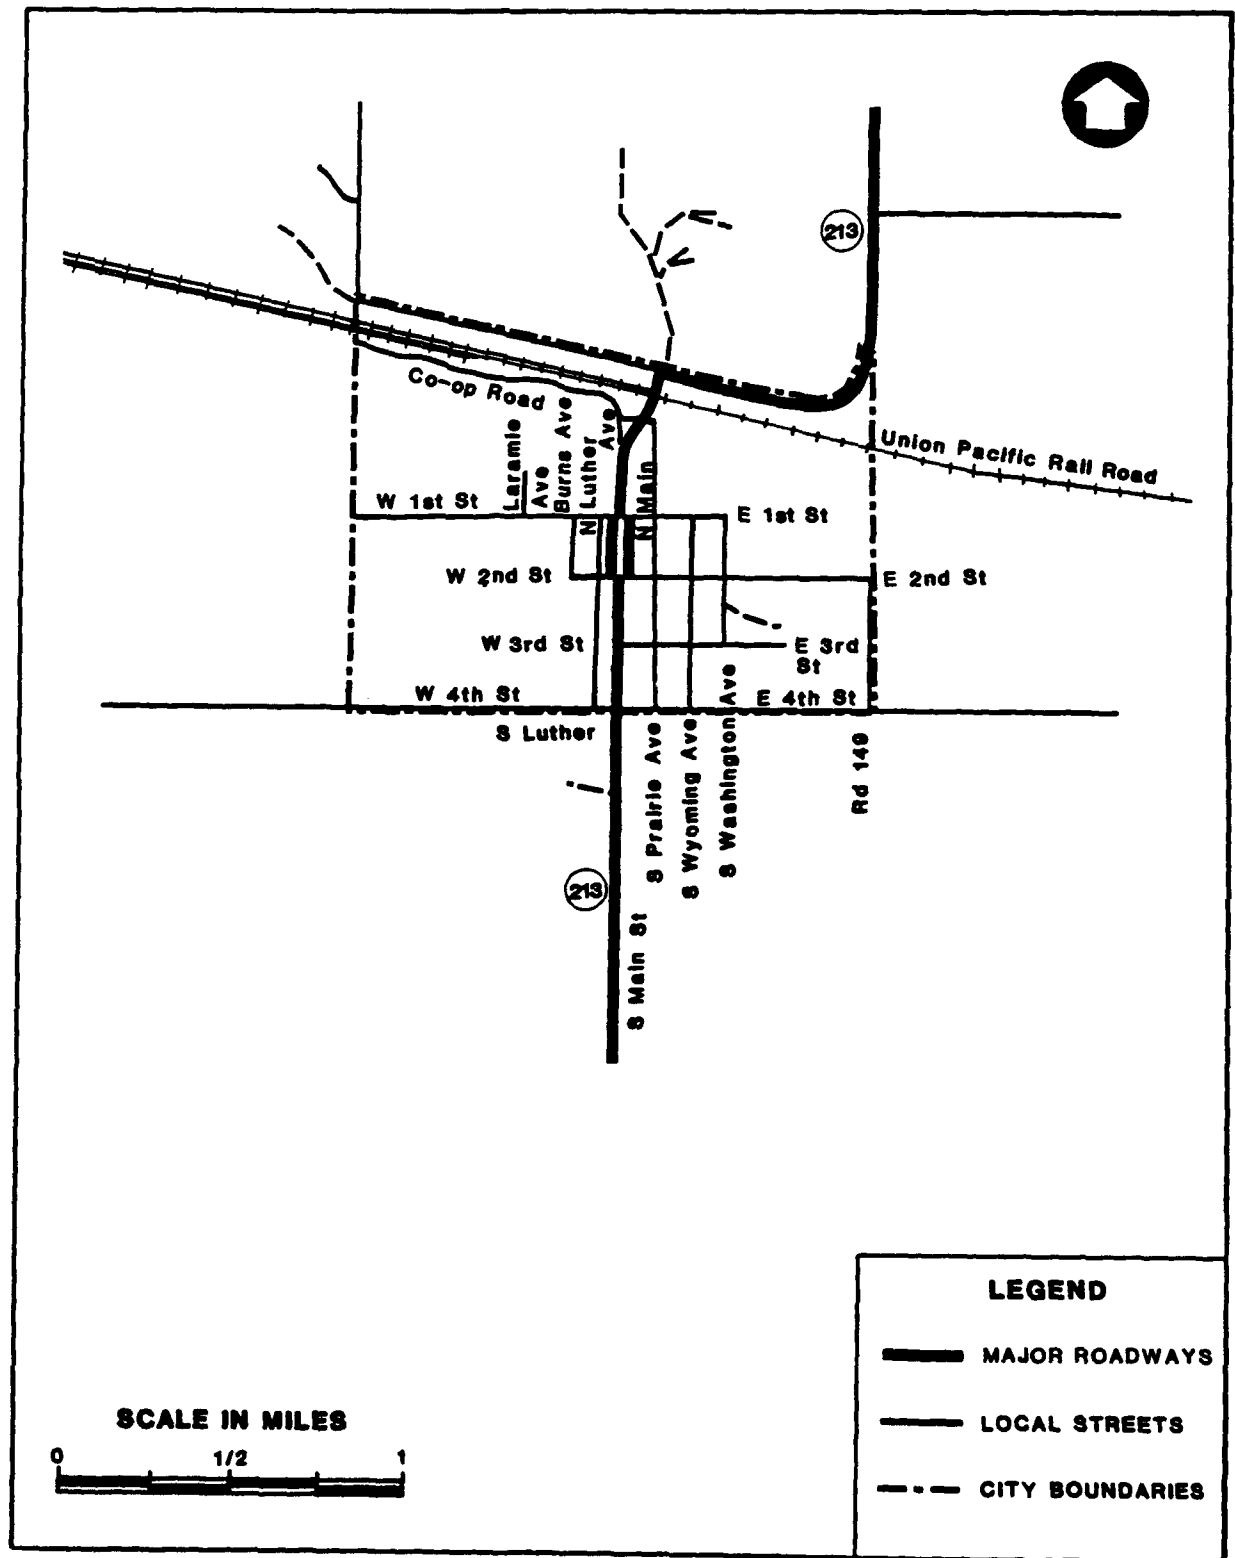 213
Co-op Road
Union Pacific Rail Road
Laramie
Ave
Burns Ave
N Luther
Ave
N Main
W 1st St
E 1st St
W 2nd St
E 2nd St
W 3rd St
E 3rd
St
W 4th St
E 4th St
S Luther
S Prairie Ave
S Wyoming Ave
S Washington Ave
Rd 149
213
S Main St
LEGEND
MAJOR ROADWAYS
LOCAL STREETS
CITY BOUNDARIES
SCALE IN MILES
0 1/2 1